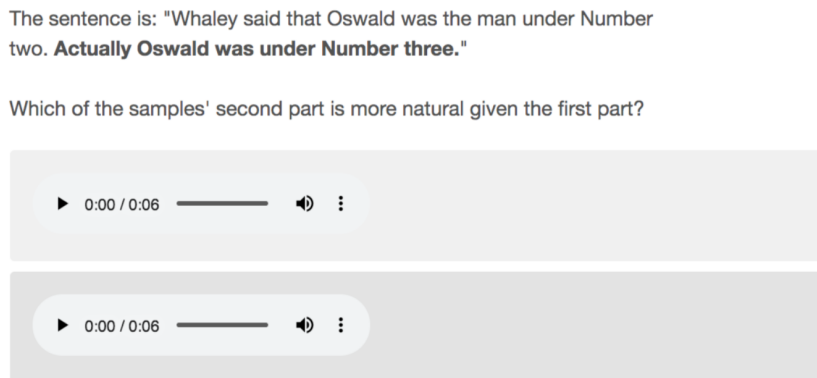 The sentence is: "Whaley said that Oswald was the man under Number
two. Actually Oswald was under Number three."
Which of the samples' second part is more natural given the first part?
0:00 / 0:06
0:00 / 0:06